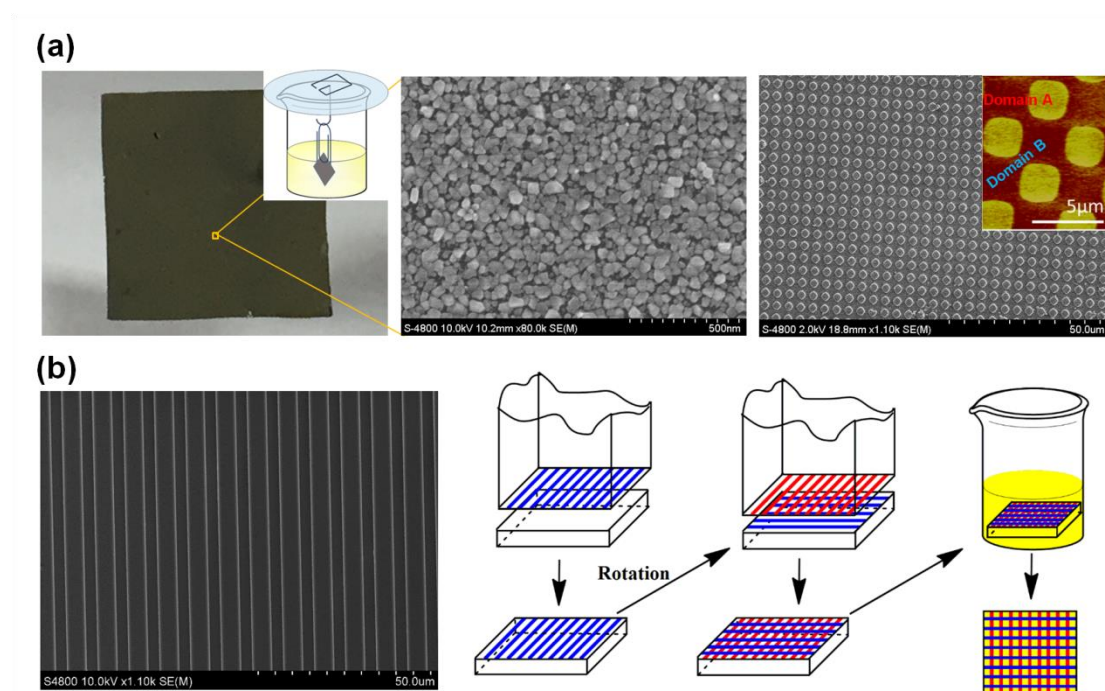 (a)
Domain A
Domain B
5μm
S-4800 10.0kV 10.2mm x80.0k SE(M)
500nm
S-4800 2.0kV 18.8mm x1.10k SE(M)
50.0um
(b)
Rotation
S4800 10.0kV x1.10k SE(M)
50.0um